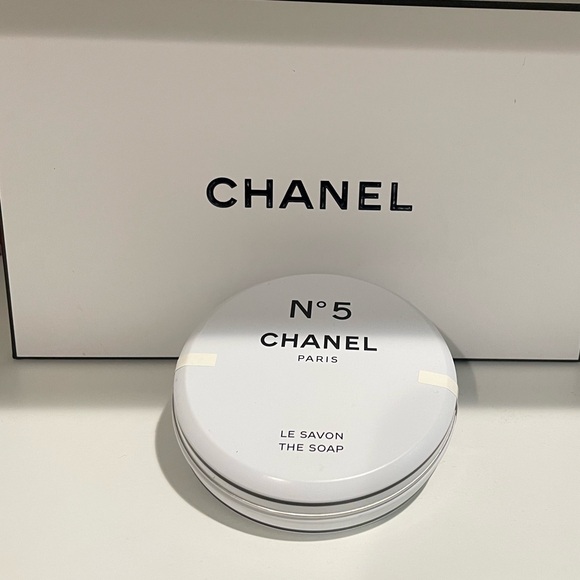 CHANEL
N°5
CHANEL
PARIS
LE SAVON
THE SOAP